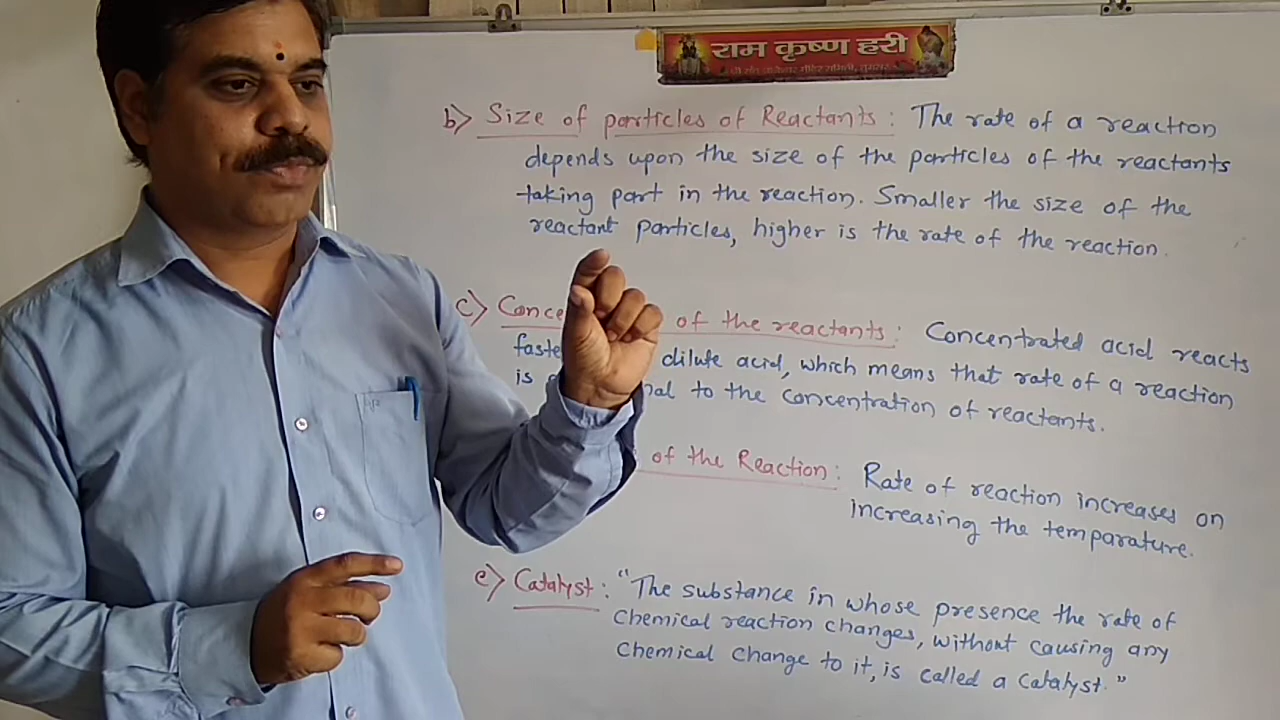 राम कृष्ण हरी
b) Size of particles of Reactants : The rate of a reaction
depends upon the size of the particles of the reactants
taking part in the reaction. Smaller the size of the
reactant particles, higher is the rate of the reaction.
c) of the reactants : Concentrated acid reacts
dilute acid, which means that rate of a reaction
is to the concentration of reactants.
of the Reaction : Rate of reaction increases on
increasing the temparature.
e) Catalyst : "The substance in whose presence the rate of
chemical reaction changes, without causing any
chemical change to it, is called a catalyst."